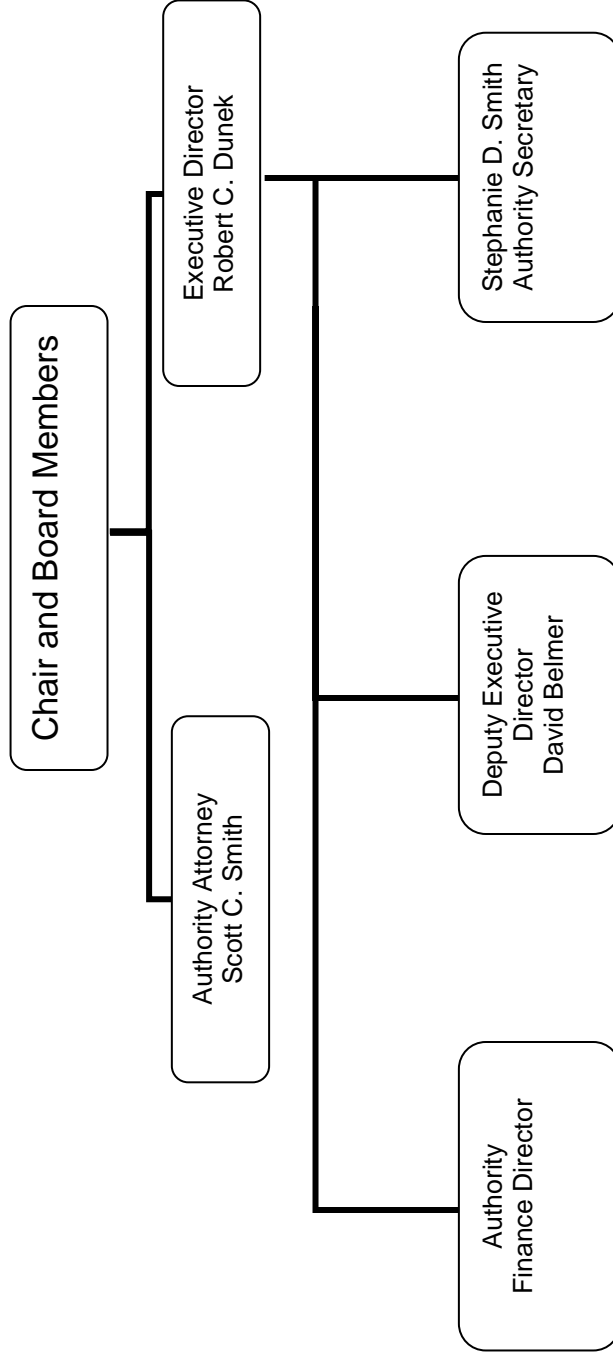 Chair and Board Members
Authority Attorney
Scott C. Smith
Executive Director
Robert C. Dunek
Authority
Finance Director
Deputy Executive
Director
David Belmer
Stephanie D. Smith
Authority Secretary